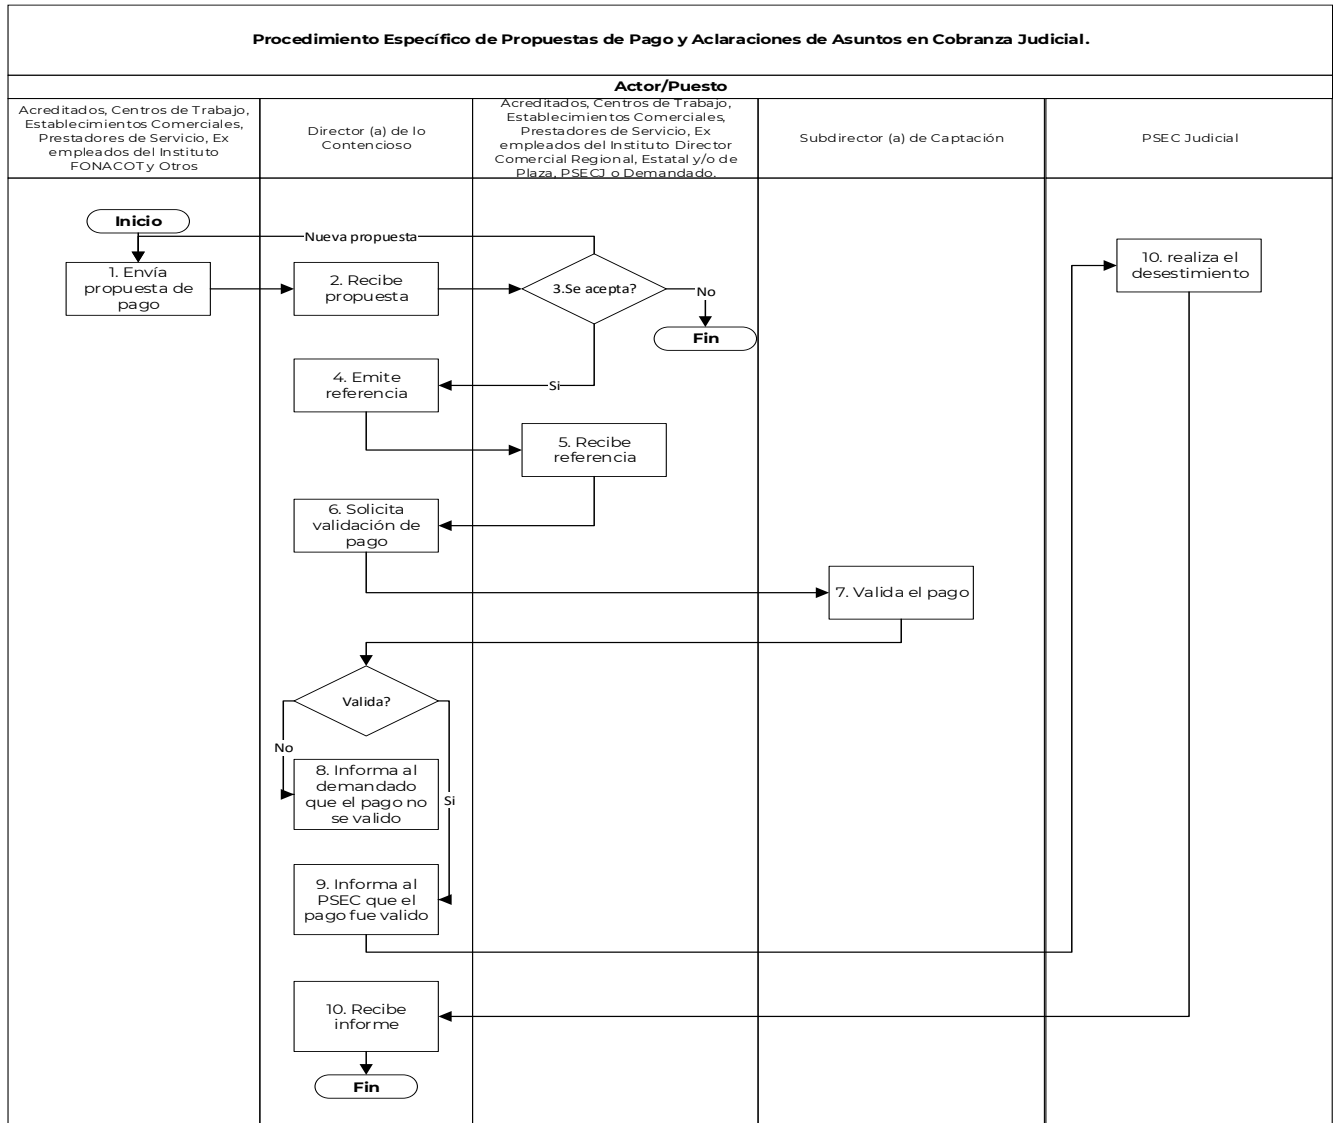 Procedimiento Específico de Propuestas de Pago y Aclaraciones de Asuntos en Cobranza Judicial.
Actor/Puesto
Acreditados, Centros de Trabajo,
Establecimientos Comerciales,
Prestadores de Servicio, Ex
empleados del Instituto
FONACOT y Otros
Director (a) de lo
Contencioso
Acreditados, Centros de Trabajo,
Establecimientos Comerciales,
Prestadores de Servicio, Ex
empleados del Instituto Director
Comercial Regional, Estatal y/o de
Plaza, PSECJ o Demandado.
Subdirector (a) de Captación
PSEC Judicial
Inicio
Nueva propuesta
1. Envía
propuesta de
pago
2. Recibe
propuesta
3.Se acepta?
No
Fin
10. realiza el
desestimiento
4. Emite
referencia
Si
5. Recibe
referencia
6. Solicita
validación de
pago
7. Valida el pago
Valida?
No
Si
8. Informa al
demandado
que el pago no
se valido
9. Informa al
PSEC que el
pago fue valido
10. Recibe
informe
Fin